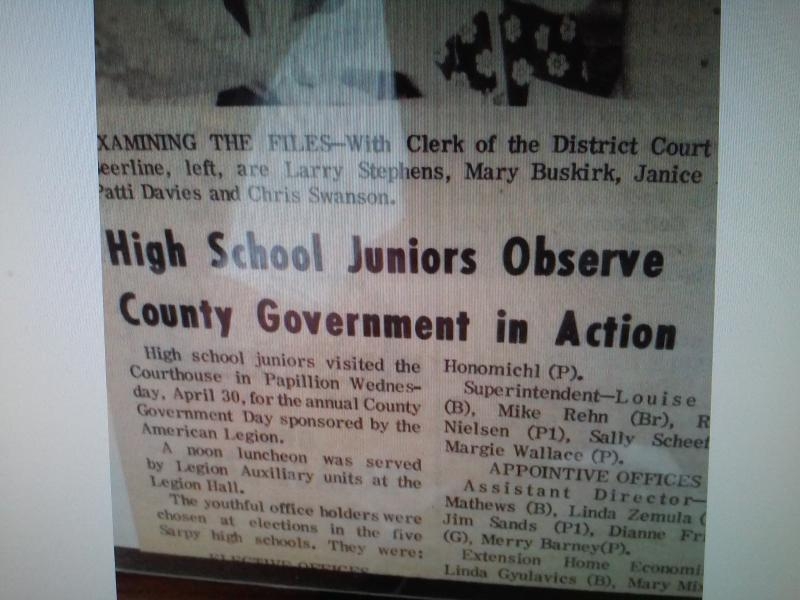 XAMINING THE FILES—With Clerk of the District Court
eerline, left, are Larry Stephens, Mary Buskirk, Janice
Patti Davies and Chris Swanson.
High School Juniors Observe
County Government in Action
High school juniors visited the
Courthouse in Papillion Wednes-
day, April 30, for the annual County
Government Day sponsored by the
American Legion.
A noon luncheon was served
by Legion Auxiliary units at the
Legion Hall.
The youthful office holders were
chosen at elections in the five
Sarpy high schools. They were:
ELECTIVE OFFICES
Honomichl (P).
Superintendent—Louise
(B), Mike Rehn (Br), R
Nielsen (P1), Sally Scheef
Margie Wallace (P).
APPOINTIVE OFFICES
Assistant Director—
Mathews (B), Linda Zemula (
Jim Sands (P1), Dianne Fr
(G), Merry Barney(P).
Extension Home Economi
Linda Gyulavics (B), Mary Mi